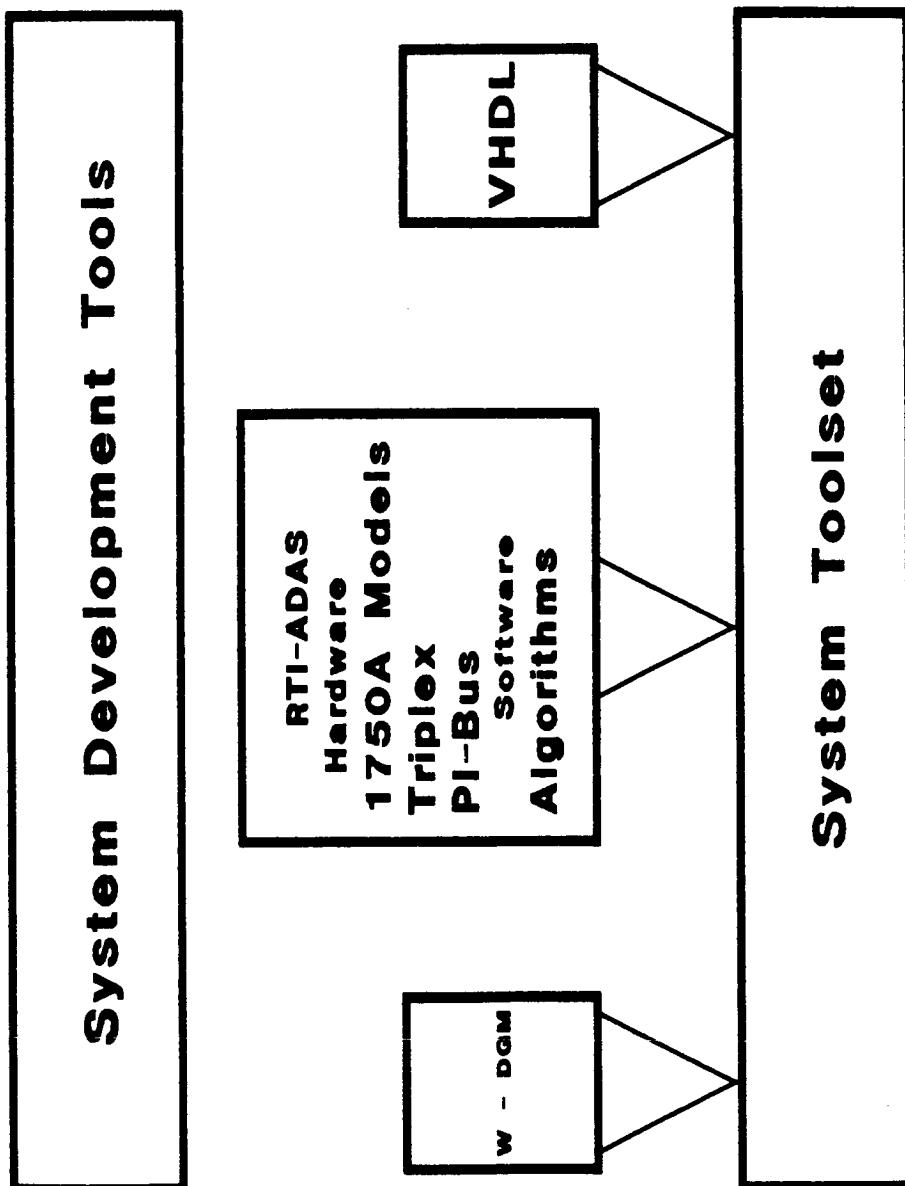 System Development Tools
W - DGM
RTI-ADAS
Hardware
1750A Models
Triplex
PI-Bus
Software
Algorithms
VHDL
System Toolset